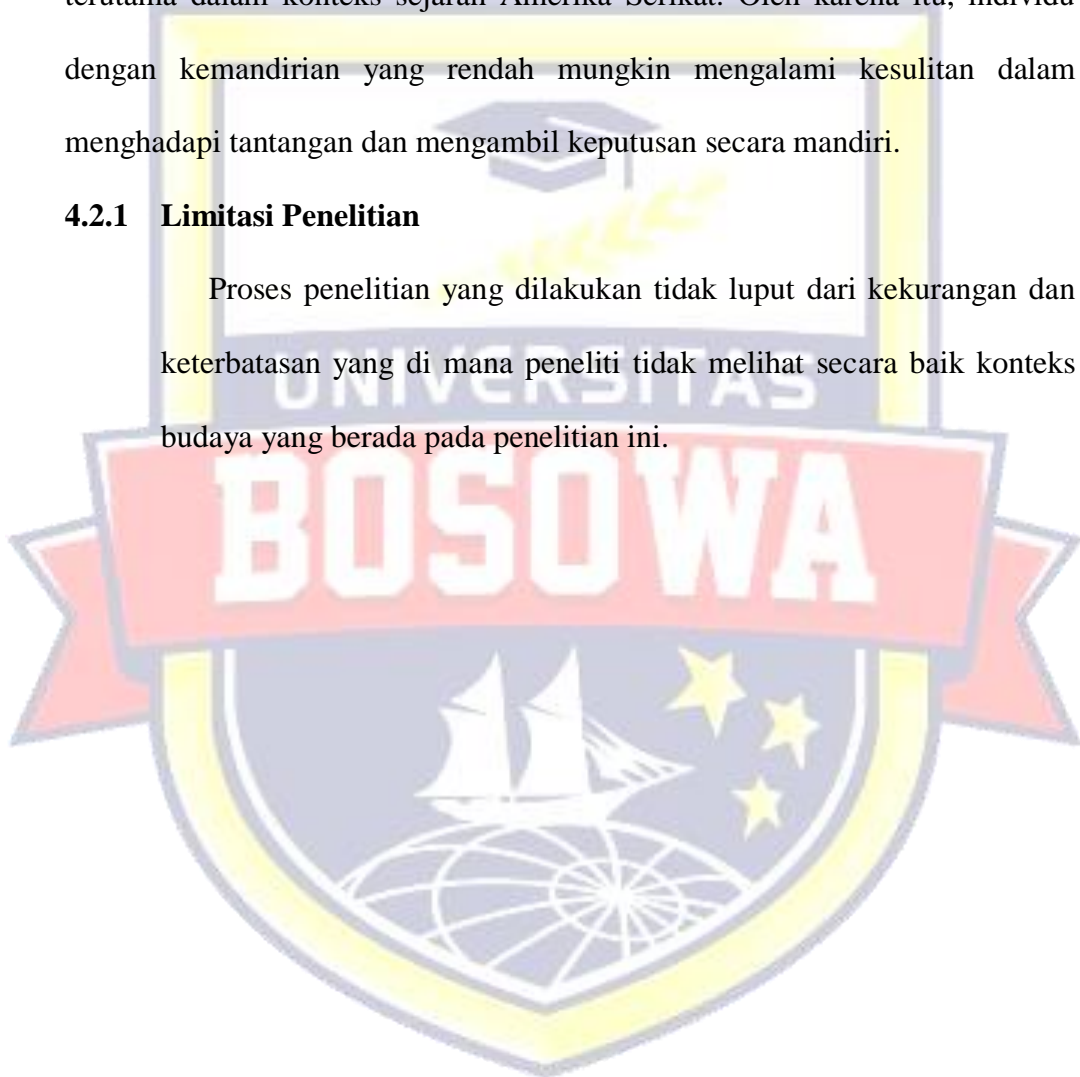 terutama dalam konteks sejarah Amerika Serikat. Oleh karena itu, individu
dengan kemandirian yang rendah mungkin mengalami kesulitan dalam
menghadapi tantangan dan mengambil keputusan secara mandiri.
4.2.1 Limitasi Penelitian
Proses penelitian yang dilakukan tidak luput dari kekurangan dan
keterbatasan yang di mana peneliti tidak melihat secara baik konteks
UNIVERSITAS
budaya yang berada pada penelitian ini.
BOSOWA